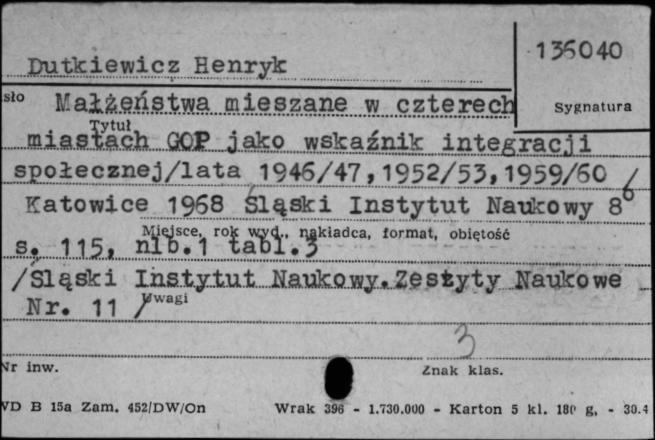 136040
Dutkiewicz Henryk
sło Małżeństwa mieszane w czterech
Sygnatura
Tytuł
miastach GOP jako wskaźnik integracji
społecznej/lata 1946/47,1952/53,1959/60 /
Katowice 1968 Śląski Instytut Naukowy 8°
Miejsce, rok wyd., nakładca, format, objętość
s. 115, nlb.1 tabl.3
/Śląski Instytut Naukowy.Zeszyty Naukowe
Nr. 11 /
Uwagi
3
Nr inw.
Znak klas.
VD B 15a Zam. 452/DW/On Wrak 396 - 1.730.000 - Karton 5 kl. 180 g, - 30.4